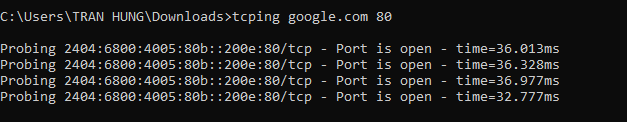 C:\Users\TRAN HUNG\Downloads>tcping google.com 80
Probing 2404:6800:4005:80b::200e:80/tcp - Port is open - time=36.013ms
Probing 2404:6800:4005:80b::200e:80/tcp - Port is open - time=36.328ms
Probing 2404:6800:4005:80b::200e:80/tcp - Port is open - time=36.977ms
Probing 2404:6800:4005:80b::200e:80/tcp - Port is open - time=32.777ms